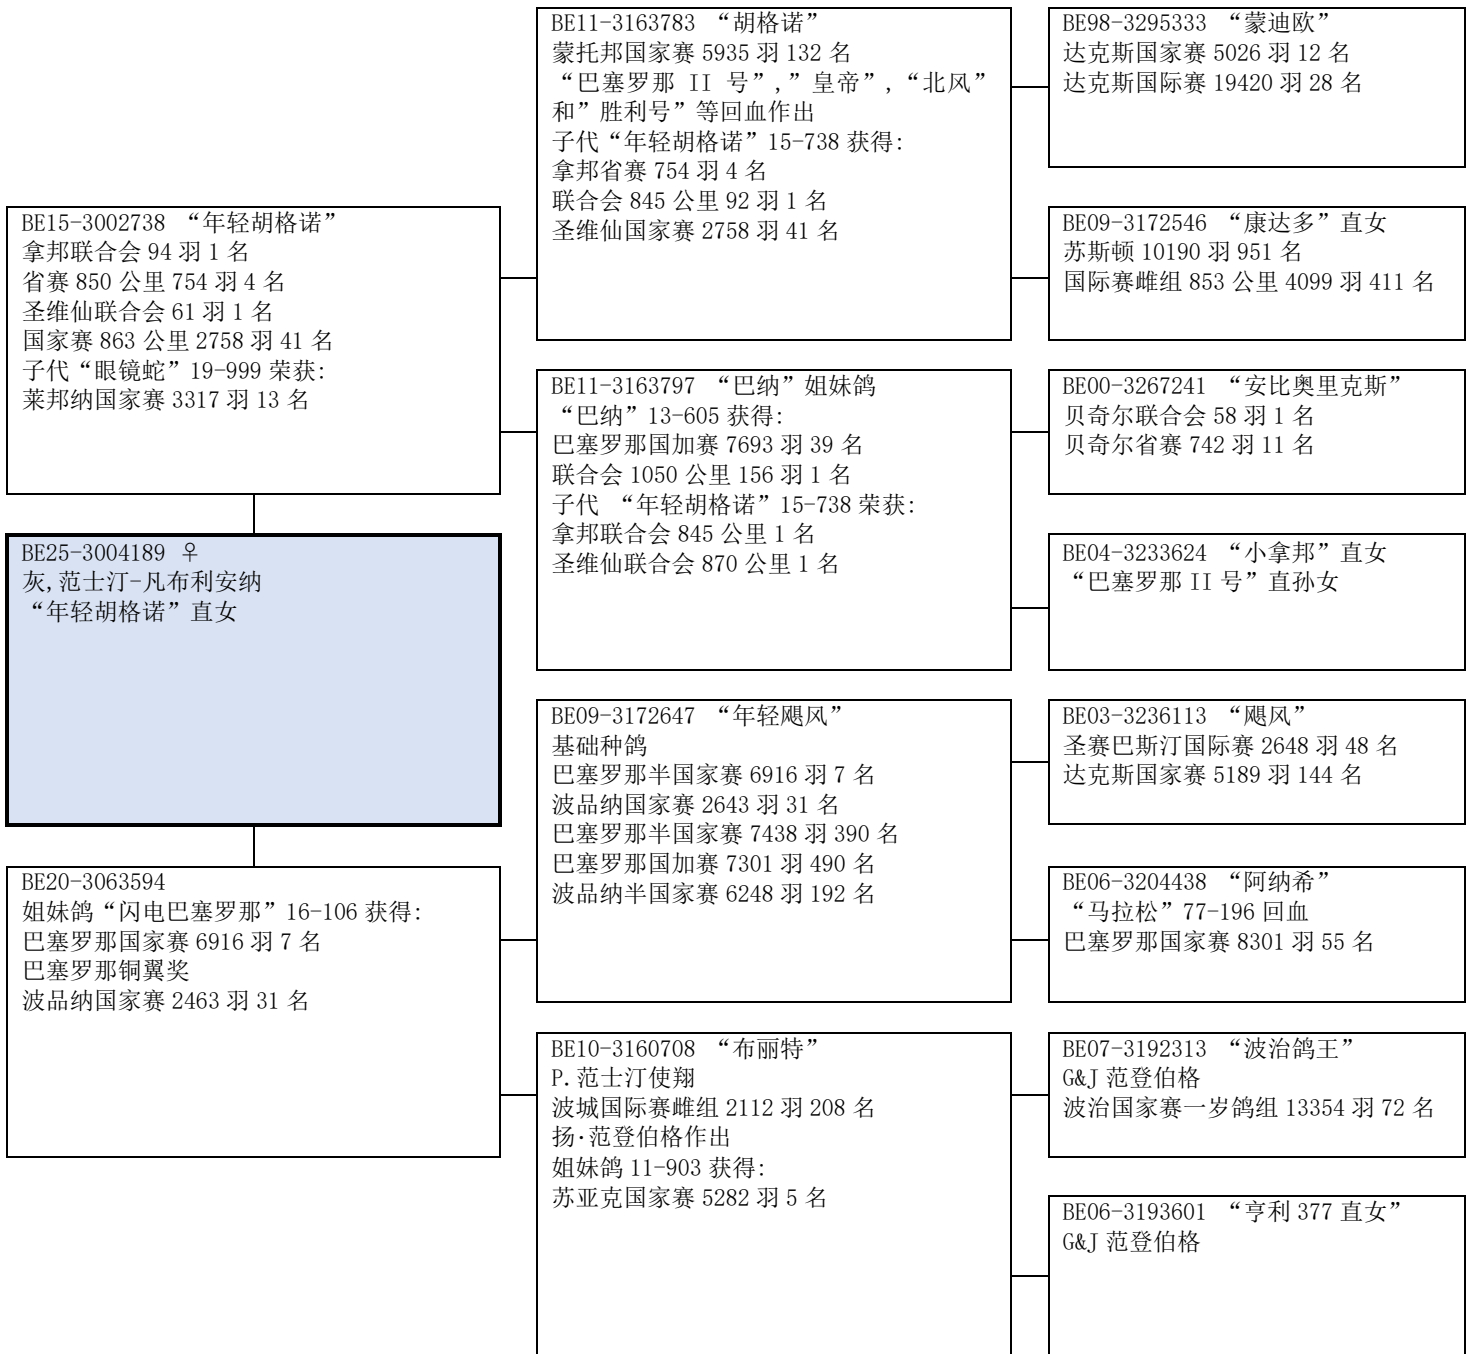 BE15-3002738 “年轻胡格诺”
拿邦联合会 94 羽 1 名
省赛 850 公里 754 羽 4 名
圣维仙联合会 61 羽 1 名
国家赛 863 公里 2758 羽 41 名
子代“眼镜蛇”19-999 荣获:
莱邦纳国家赛 3317 羽 13 名
BE25-3004189 ♀
灰,范士汀-凡布利安纳
“年轻胡格诺”直女
BE20-3063594
姐妹鸽“闪电巴塞罗那”16-106 获得:
巴塞罗那国家赛 6916 羽 7 名
巴塞罗那铜翼奖
波品纳国家赛 2463 羽 31 名
BE11-3163783 “胡格诺”
蒙托邦国家赛 5935 羽 132 名
“巴塞罗那 II 号”,”皇帝”,“北风”
和”胜利号”等回血作出
子代“年轻胡格诺”15-738 获得:
拿邦省赛 754 羽 4 名
联合会 845 公里 92 羽 1 名
圣维仙国家赛 2758 羽 41 名
BE11-3163797 “巴纳”姐妹鸽
“巴纳”13-605 获得:
巴塞罗那国加赛 7693 羽 39 名
联合会 1050 公里 156 羽 1 名
子代 “年轻胡格诺”15-738 荣获:
拿邦联合会 845 公里 1 名
圣维仙联合会 870 公里 1 名
BE09-3172647 “年轻飓风”
基础种鸽
巴塞罗那半国家赛 6916 羽 7 名
波品纳国家赛 2643 羽 31 名
巴塞罗那半国家赛 7438 羽 390 名
巴塞罗那国加赛 7301 羽 490 名
波品纳半国家赛 6248 羽 192 名
BE10-3160708 “布丽特”
P.范士汀使翔
波城国际赛雌组 2112 羽 208 名
扬·范登伯格作出
姐妹鸽 11-903 获得:
苏亚克国家赛 5282 羽 5 名
BE98-3295333 “蒙迪欧”
达克斯国家赛 5026 羽 12 名
达克斯国际赛 19420 羽 28 名
BE09-3172546 “康达多”直女
苏斯顿 10190 羽 951 名
国际赛雌组 853 公里 4099 羽 411 名
BE00-3267241 “安比奥里克斯”
贝奇尔联合会 58 羽 1 名
贝奇尔省赛 742 羽 11 名
BE04-3233624 “小拿邦”直女
“巴塞罗那 II 号”直孙女
BE03-3236113 “飓风”
圣赛巴斯汀国际赛 2648 羽 48 名
达克斯国家赛 5189 羽 144 名
BE06-3204438 “阿纳希”
“马拉松”77-196 回血
巴塞罗那国家赛 8301 羽 55 名
BE07-3192313 “波治鸽王”
G&J 范登伯格
波治国家赛一岁鸽组 13354 羽 72 名
BE06-3193601 “亨利 377 直女”
G&J 范登伯格